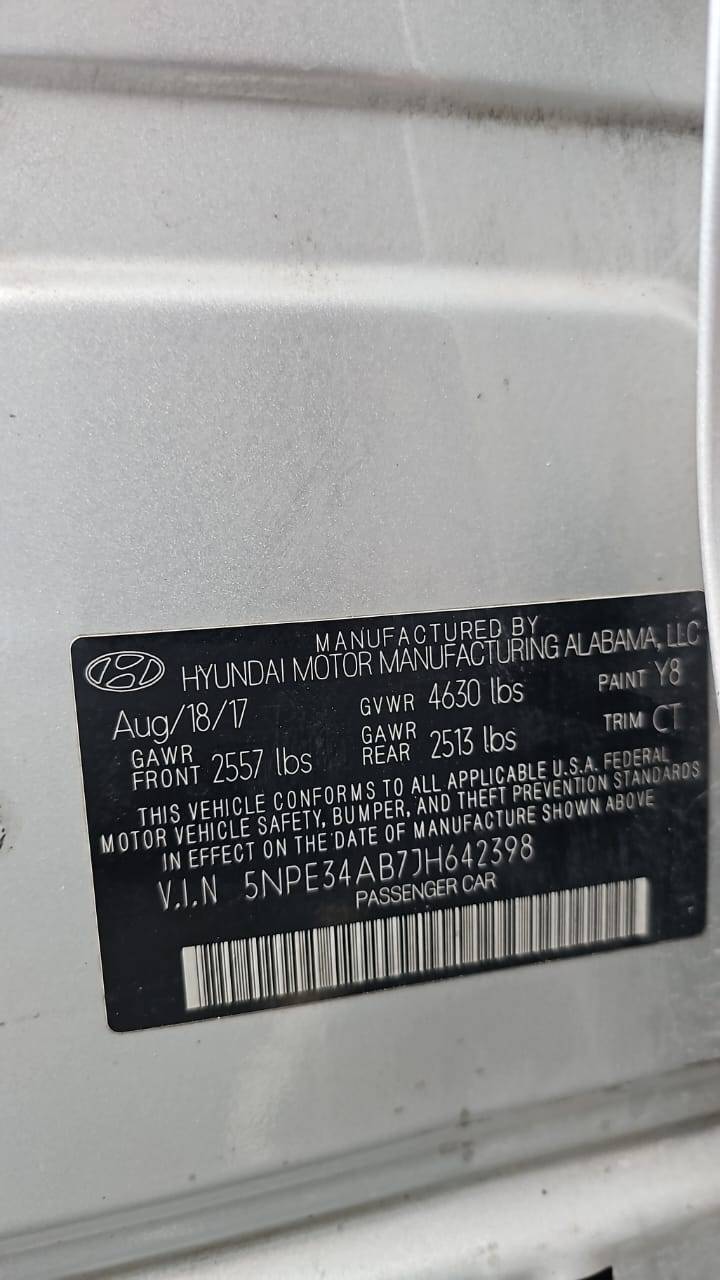 MANUFACTURED BY
HYUNDAI MOTOR MANUFACTURING ALABAMA, LLC
Aug/18/17 GVWR 4630 lbs PAINT Y8
GAWR FRONT 2557 lbs GAWR REAR 2513 lbs TRIM CT
THIS VEHICLE CONFORMS TO ALL APPLICABLE U.S.A. FEDERAL
MOTOR VEHICLE SAFETY, BUMPER, AND THEFT PREVENTION STANDARDS
IN EFFECT ON THE DATE OF MANUFACTURE SHOWN ABOVE
V.I.N 5NPE34AB7JH642398
PASSENGER CAR